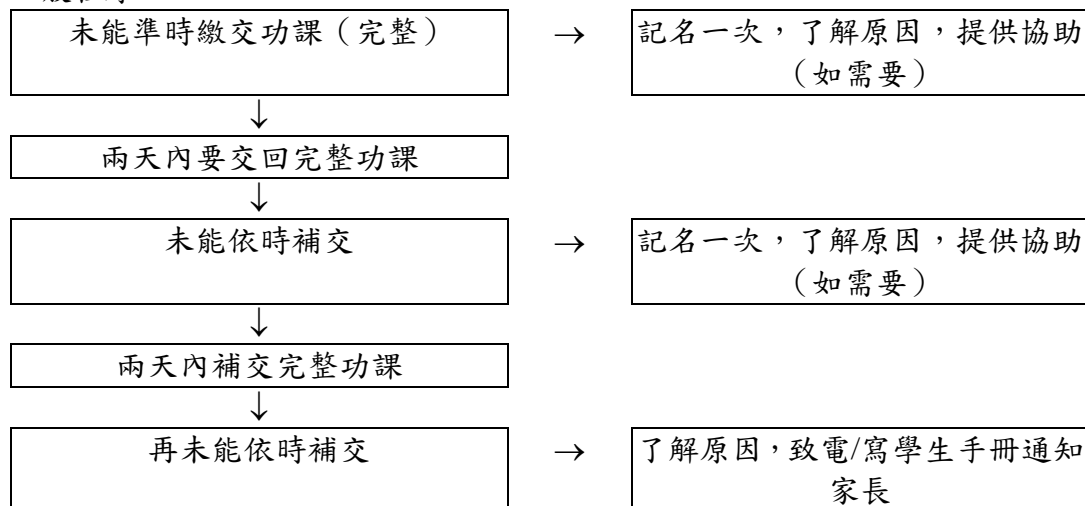 未能準時繳交功課（完整） → 記名一次，了解原因，提供協助
（如需要）
↓
兩天內要交回完整功課
↓
未能依時補交 → 記名一次，了解原因，提供協助
（如需要）
↓
兩天內補交完整功課
↓
再未能依時補交 → 了解原因，致電/寫學生手冊通知
家長